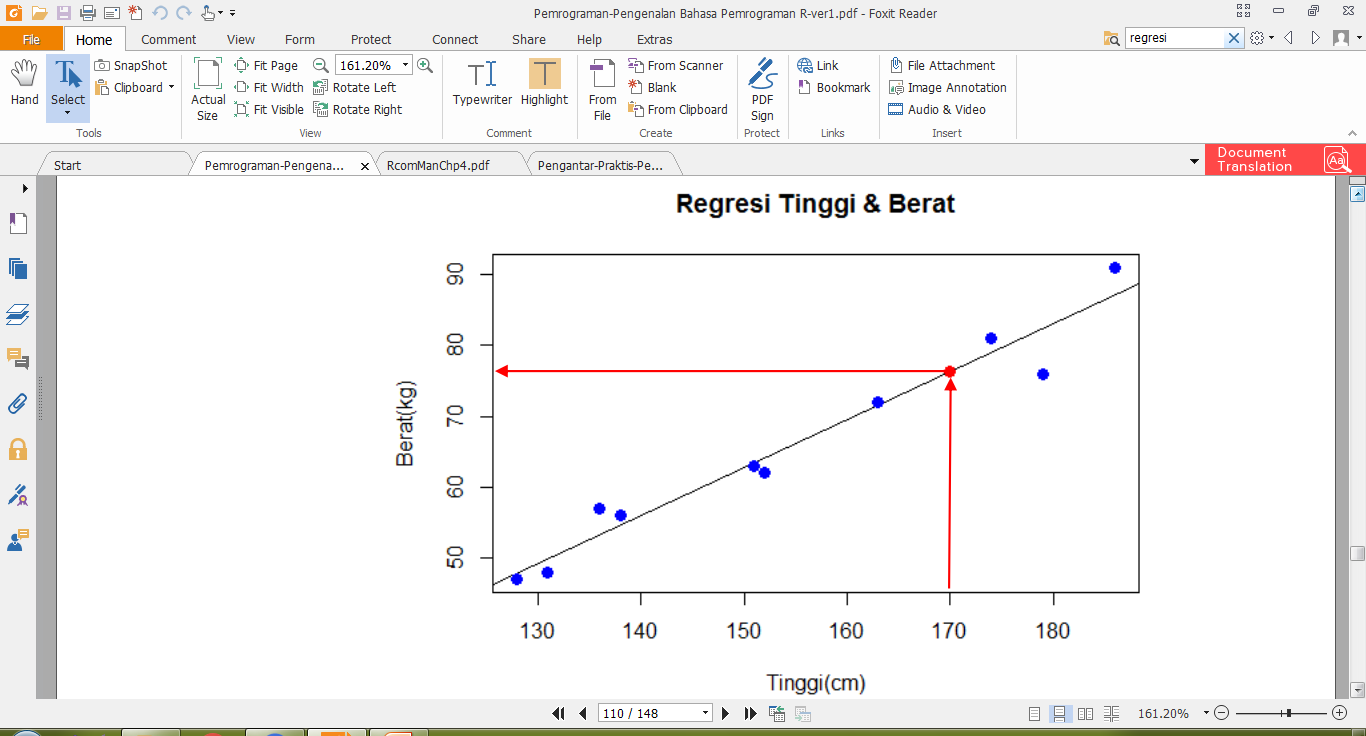 Pemrograman-Pengenalan Bahasa Pemrograman R-ver1.pdf - Foxit Reader
File Home Comment View Form Protect Connect Share Help Extras regresi
Hand
Select
SnapShot
Clipboard
Tools
Actual Size
Fit Page
Fit Width
Fit Visible
161.20%
Rotate Left
Rotate Right
View
Typewriter
Highlight
Comment
From File
From Scanner
Blank
From Clipboard
Create
PDF Sign
Protect
Link
Bookmark
Links
File Attachment
Image Annotation
Audio & Video
Insert
Start Pemrograman-Pengena... RcomManChp4.pdf Pengantar-Praktis-Pe...
Document
Translation
Aa
Regresi Tinggi & Berat
Berat(kg)
90
80
70
60
50
130 140 150 160 170 180
Tinggi(cm)
110 / 148 161.20%